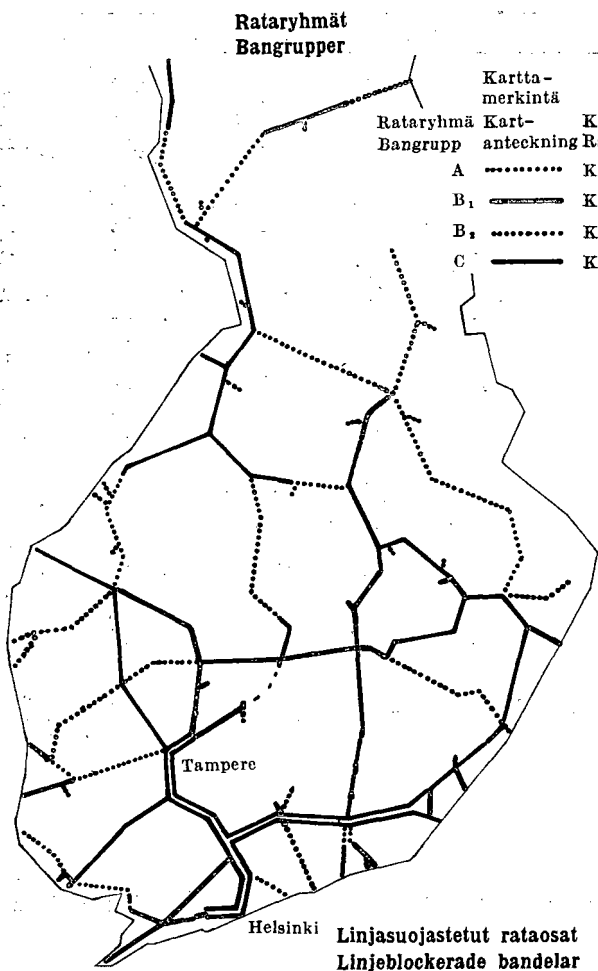 Rataryhmät
Bangrupper
Kartta-
merkintä
Rataryhmä Kart- K
Bangrupp anteckning R
A K
B₁ K
B₂ K
C K
Tampere
Helsinki
Linjasuojastetut rataosat
Linjeblockerade bandelar